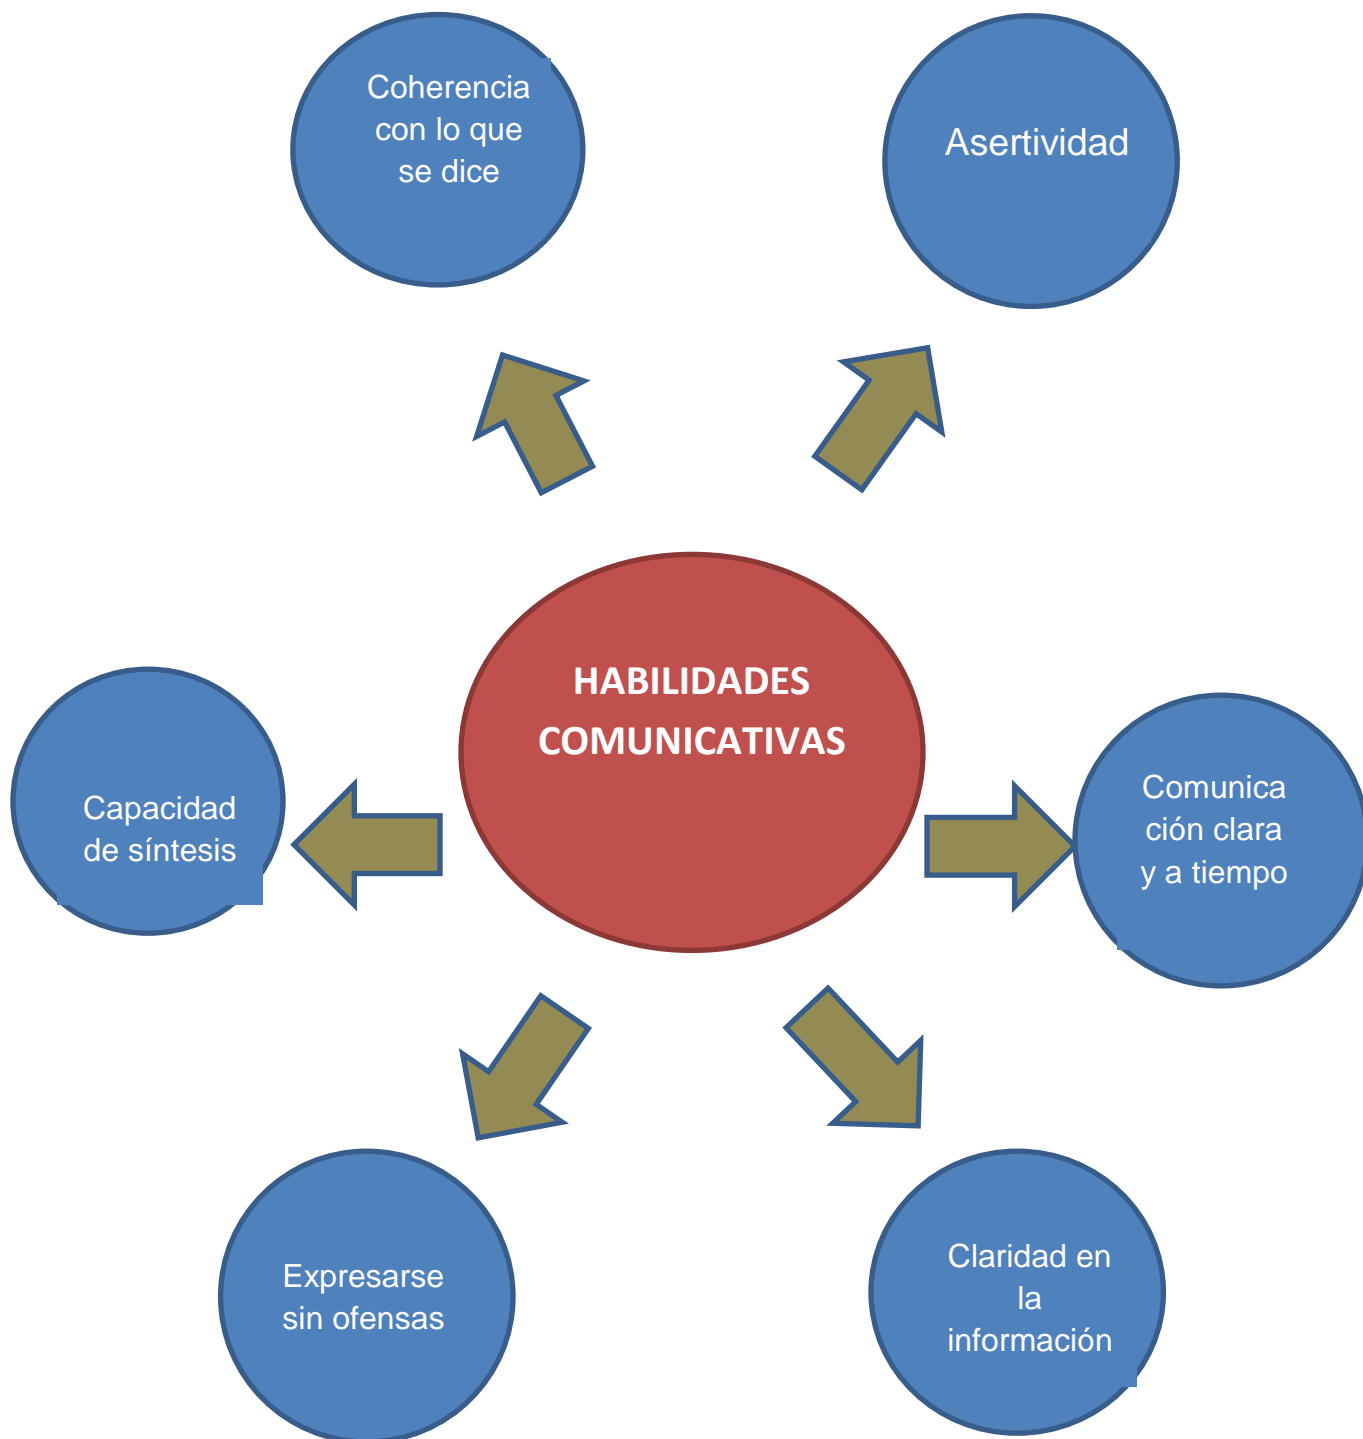 Coherencia
con lo que
se dice
Asertividad
HABILIDADES
COMUNICATIVAS
Capacidad
de síntesis
Comunica
ción clara
y a tiempo
Expresarse
sin ofensas
Claridad en
la
información